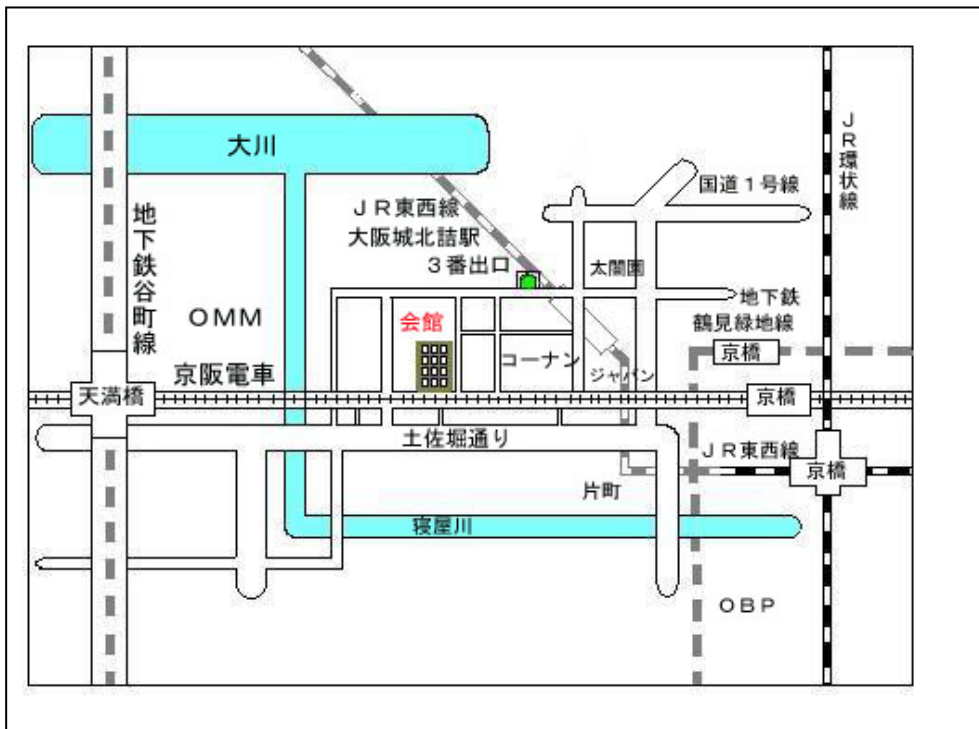 大川
JR環状線
国道1号線
地下鉄谷町線
JR東西線
大阪城北詰駅
3番出口
太閤園
地下鉄
鶴見緑地線
OMM
会館
京橋
コーナン
ジャパン
京阪電車
天満橋
京橋
土佐堀通り
JR東西線
京橋
片町
寝屋川
OBP